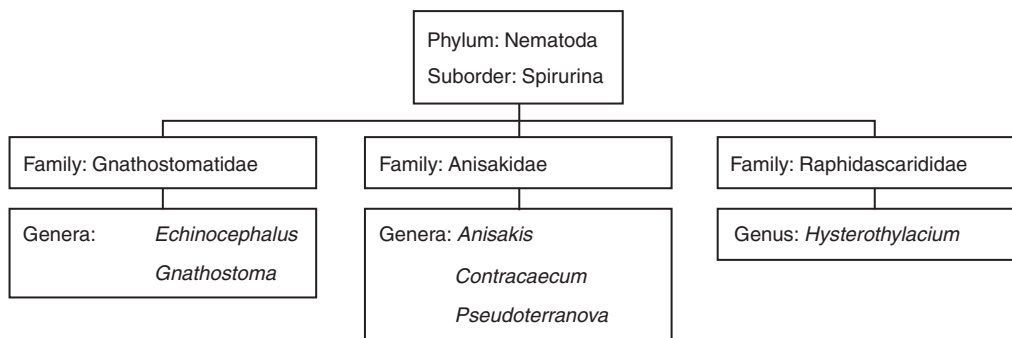 Phylum: Nematoda
Suborder: Spirurina
Family: Gnathostomatidae
Family: Anisakidae
Family: Raphidascarididae
Genera: Echinocephalus
Gnathostoma
Genera: Anisakis
Contracaecum
Pseudoterranova
Genus: Hysterothylacium